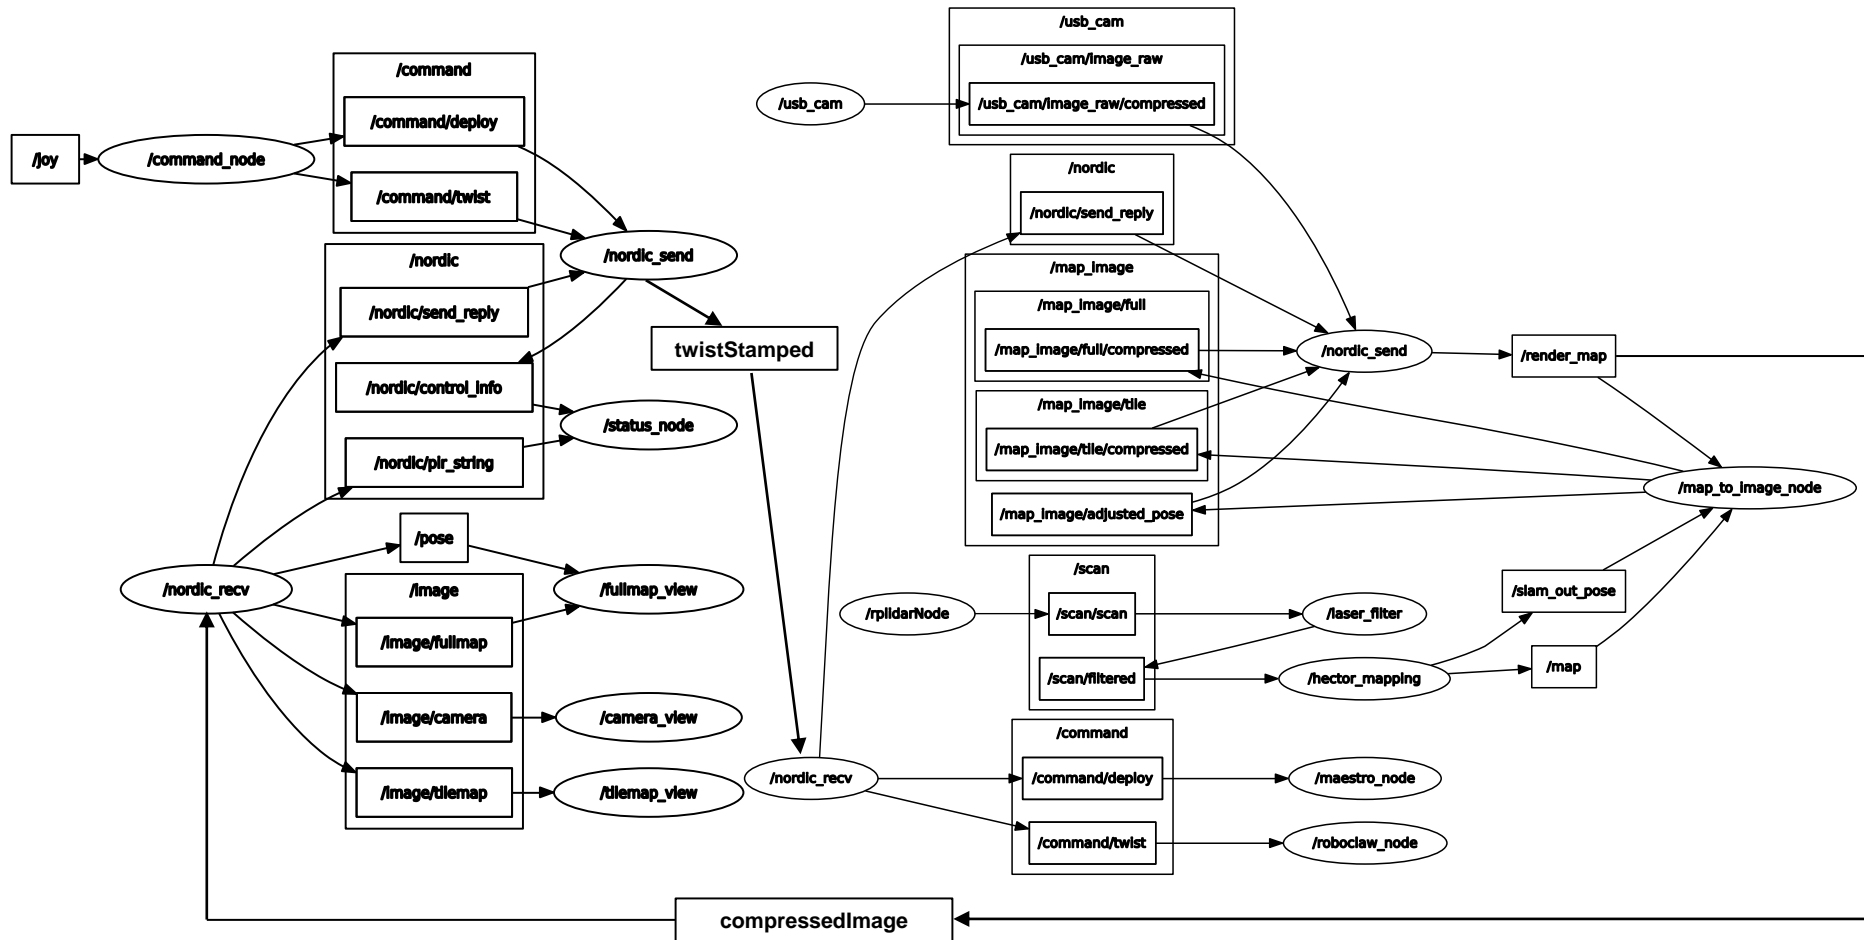 /joy
/command_node
/command
/command/deploy
/command/twist
/nordic
/nordic/send_reply
/nordic/control_info
/nordic/pir_string
/nordic_send
/status_node
twistStamped
/nordic_recv
/pose
/image
/image/fullmap
/image/camera
/image/tilemap
/fullmap_view
/camera_view
/tilemap_view
compressedImage
/usb_cam
/usb_cam
/usb_cam/image_raw
/usb_cam/image_raw/compressed
/nordic
/nordic/send_reply
/map_image
/map_image/full
/map_image/full/compressed
/map_image/tile
/map_image/tile/compressed
/map_image/adjusted_pose
/nordic_send
/render_map
/map_to_image_node
/rplidarNode
/scan
/scan/scan
/scan/filtered
/laser_filter
/hector_mapping
/slam_out_pose
/map
/nordic_recv
/command
/command/deploy
/command/twist
/maestro_node
/roboclaw_node